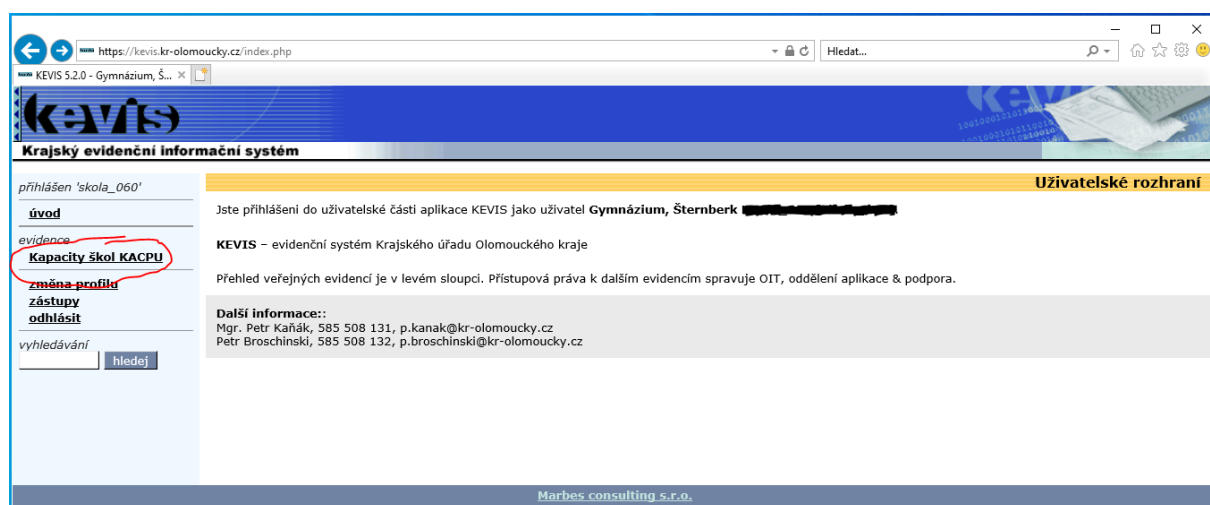 https://kevis.kr-olomoucky.cz/index.php
Hledat...
KEVIS 5.2.0 - Gymnázium, Š...
kevis
Krajský evidenční informační systém
přihlášen 'skola_060'
úvod
evidence
Kapacity škol KACPU
změna profilu
zástupy
odhlásit
vyhledávání
hledej
Uživatelské rozhraní
Jste přihlášeni do uživatelské části aplikace KEVIS jako uživatel Gymnázium, Šternberk
KEVIS – evidenční systém Krajského úřadu Olomouckého kraje
Přehled veřejných evidencí je v levém sloupci. Přístupová práva k dalším evidencím spravuje OIT, oddělení aplikace & podpora.
Další informace::
Mgr. Petr Kaňák, 585 508 131, p.kanak@kr-olomoucky.cz
Petr Broschinski, 585 508 132, p.broschinski@kr-olomoucky.cz
Marbes consulting s.r.o.